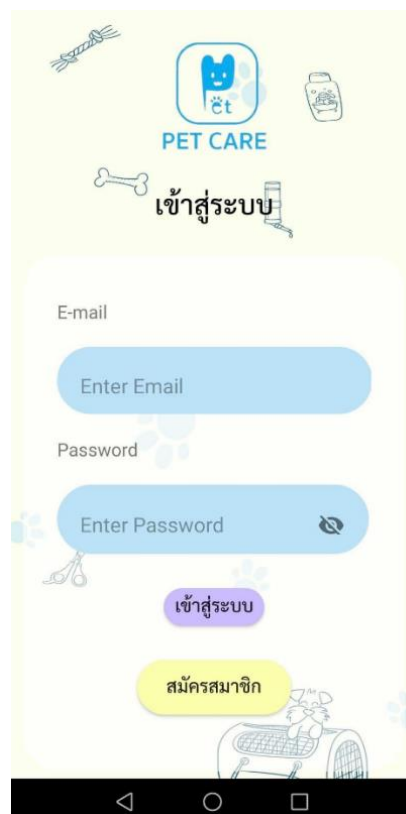 Pet
PET CARE
เข้าสู่ระบบ
E-mail
Enter Email
Password
Enter Password
เข้าสู่ระบบ
สมัครสมาชิก